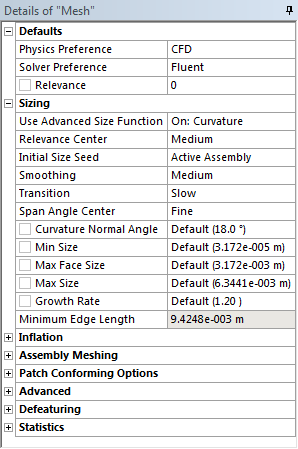 Details of "Mesh"
Defaults
Physics Preference CFD
Solver Preference Fluent
Relevance 0
Sizing
Use Advanced Size Function On: Curvature
Relevance Center Medium
Initial Size Seed Active Assembly
Smoothing Medium
Transition Slow
Span Angle Center Fine
Curvature Normal Angle Default (18.0 °)
Min Size Default (3.172e-005 m)
Max Face Size Default (3.172e-003 m)
Max Size Default (6.3441e-003 m)
Growth Rate Default (1.20 )
Minimum Edge Length 9.4248e-003 m
Inflation
Assembly Meshing
Patch Conforming Options
Advanced
Defeaturing
Statistics